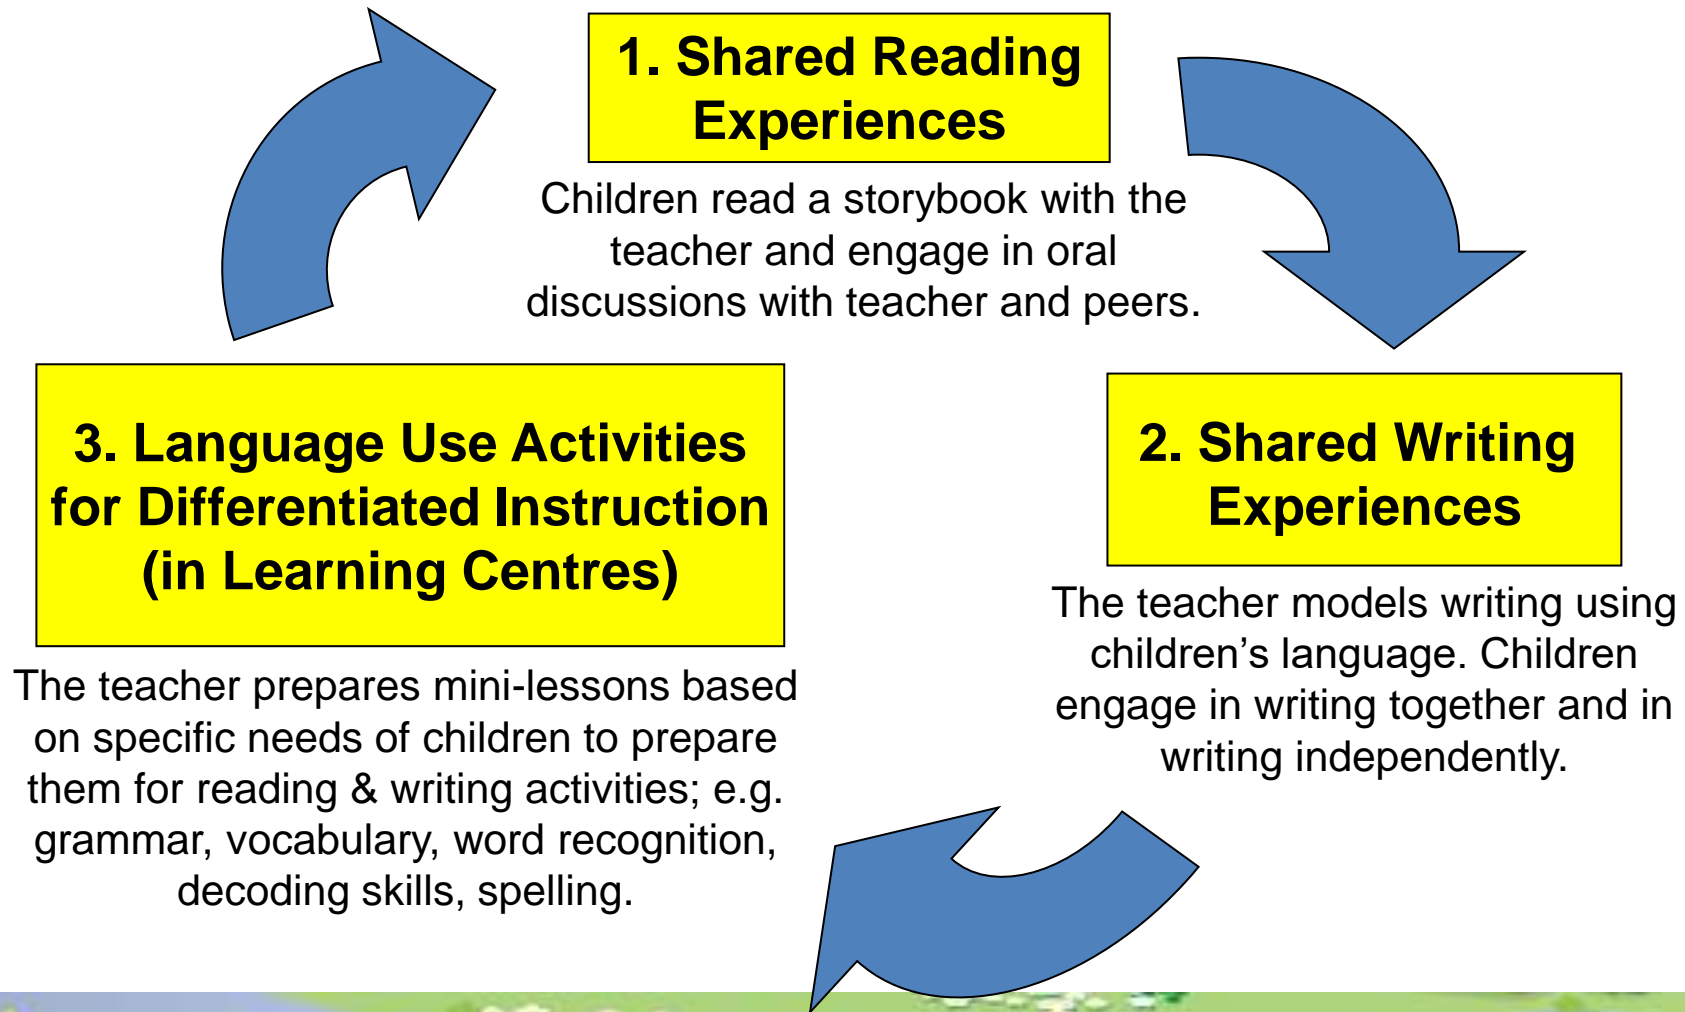 1. Shared Reading
Experiences
Children read a storybook with the
teacher and engage in oral
discussions with teacher and peers.
2. Shared Writing
Experiences
The teacher models writing using
children’s language. Children
engage in writing together and in
writing independently.
3. Language Use Activities
for Differentiated Instruction
(in Learning Centres)
The teacher prepares mini-lessons based
on specific needs of children to prepare
them for reading & writing activities; e.g.
grammar, vocabulary, word recognition,
decoding skills, spelling.